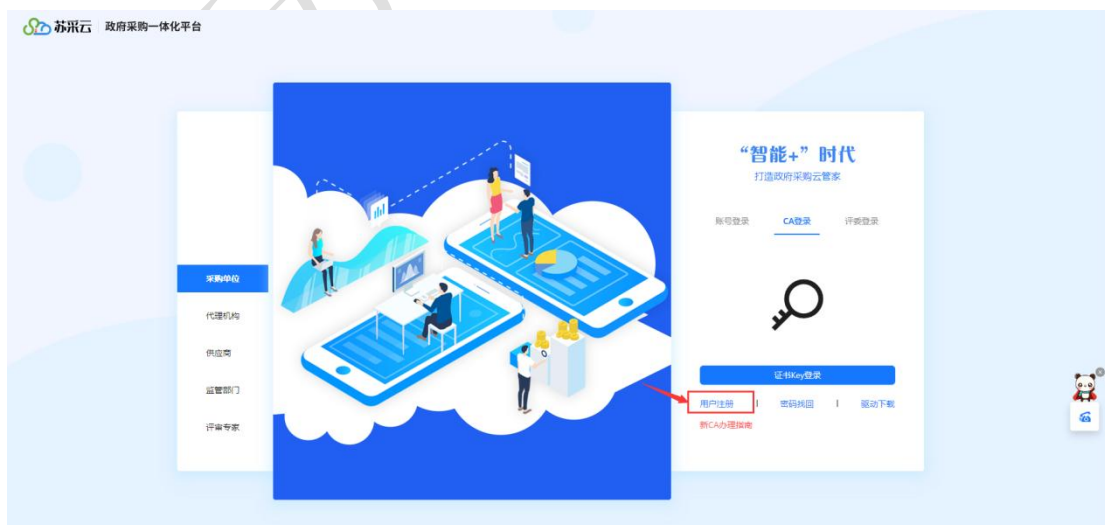 苏采云 政府采购一体化平台
采购单位
代理机构
供应商
监管部门
评审专家
“智能+”时代
打造政府采购云管家
账号登录 CA登录 评委登录
证书Key登录
用户注册 | 密码找回 | 驱动下载
新CA办理指南